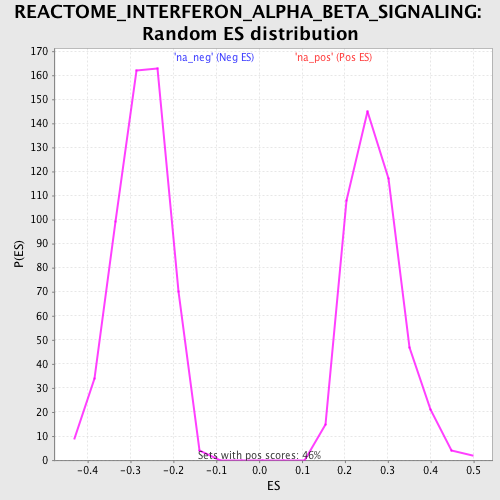 REACTOME_INTERFERON_ALPHA_BETA_SIGNALING:
Random ES distribution
'na_neg' (Neg ES)
'na_pos' (Pos ES)
170
160
150
140
130
120
110
100
90
80
70
60
50
40
30
20
10
0
P(ES)
Sets with pos scores: 46%
-0.4 -0.3 -0.2 -0.1 0.0 0.1 0.2 0.3 0.4 0.5
ES